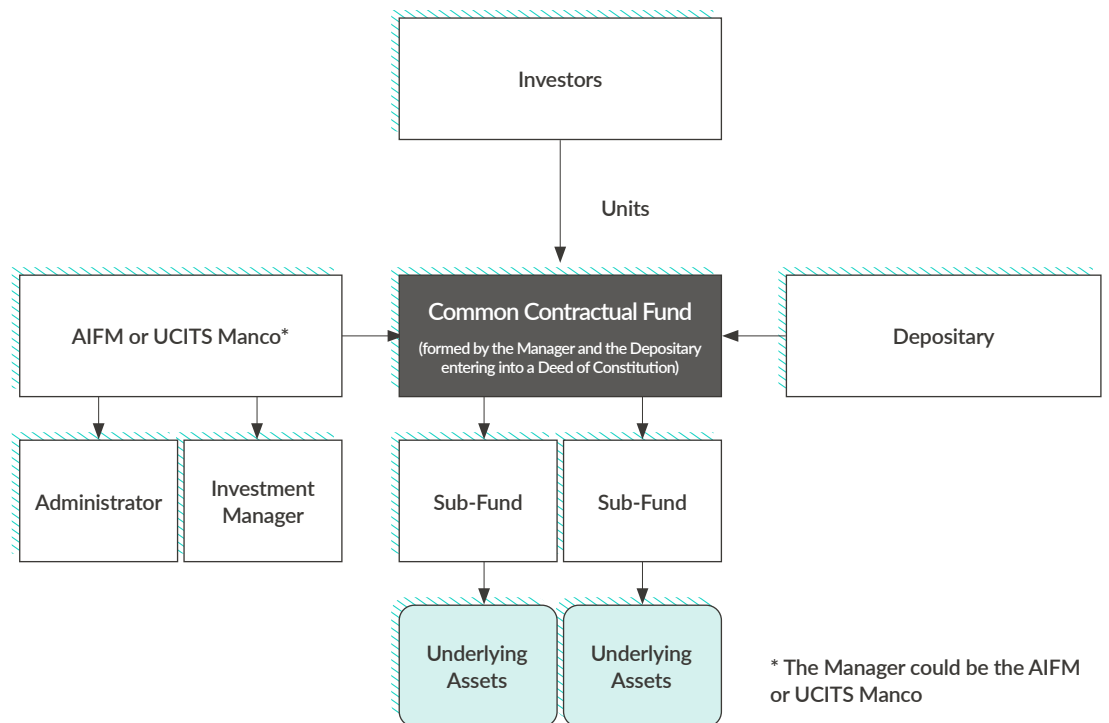 Investors
Units
AIFM or UCITS Manco*
Common Contractual Fund
(formed by the Manager and the Depositary
entering into a Deed of Constitution)
Depositary
Administrator
Investment
Manager
Sub-Fund
Sub-Fund
Underlying
Assets
Underlying
Assets
* The Manager could be the AIFM
or UCITS Manco